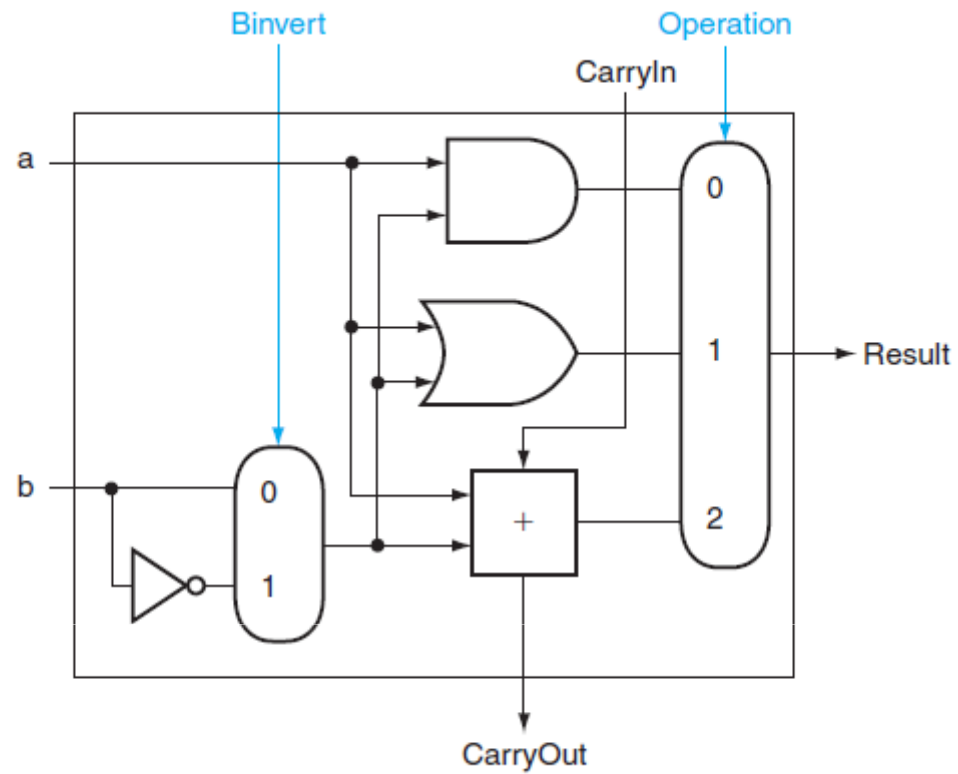 Binvert
Operation
CarryIn
a
0
1
Result
b
0
+
2
1
CarryOut